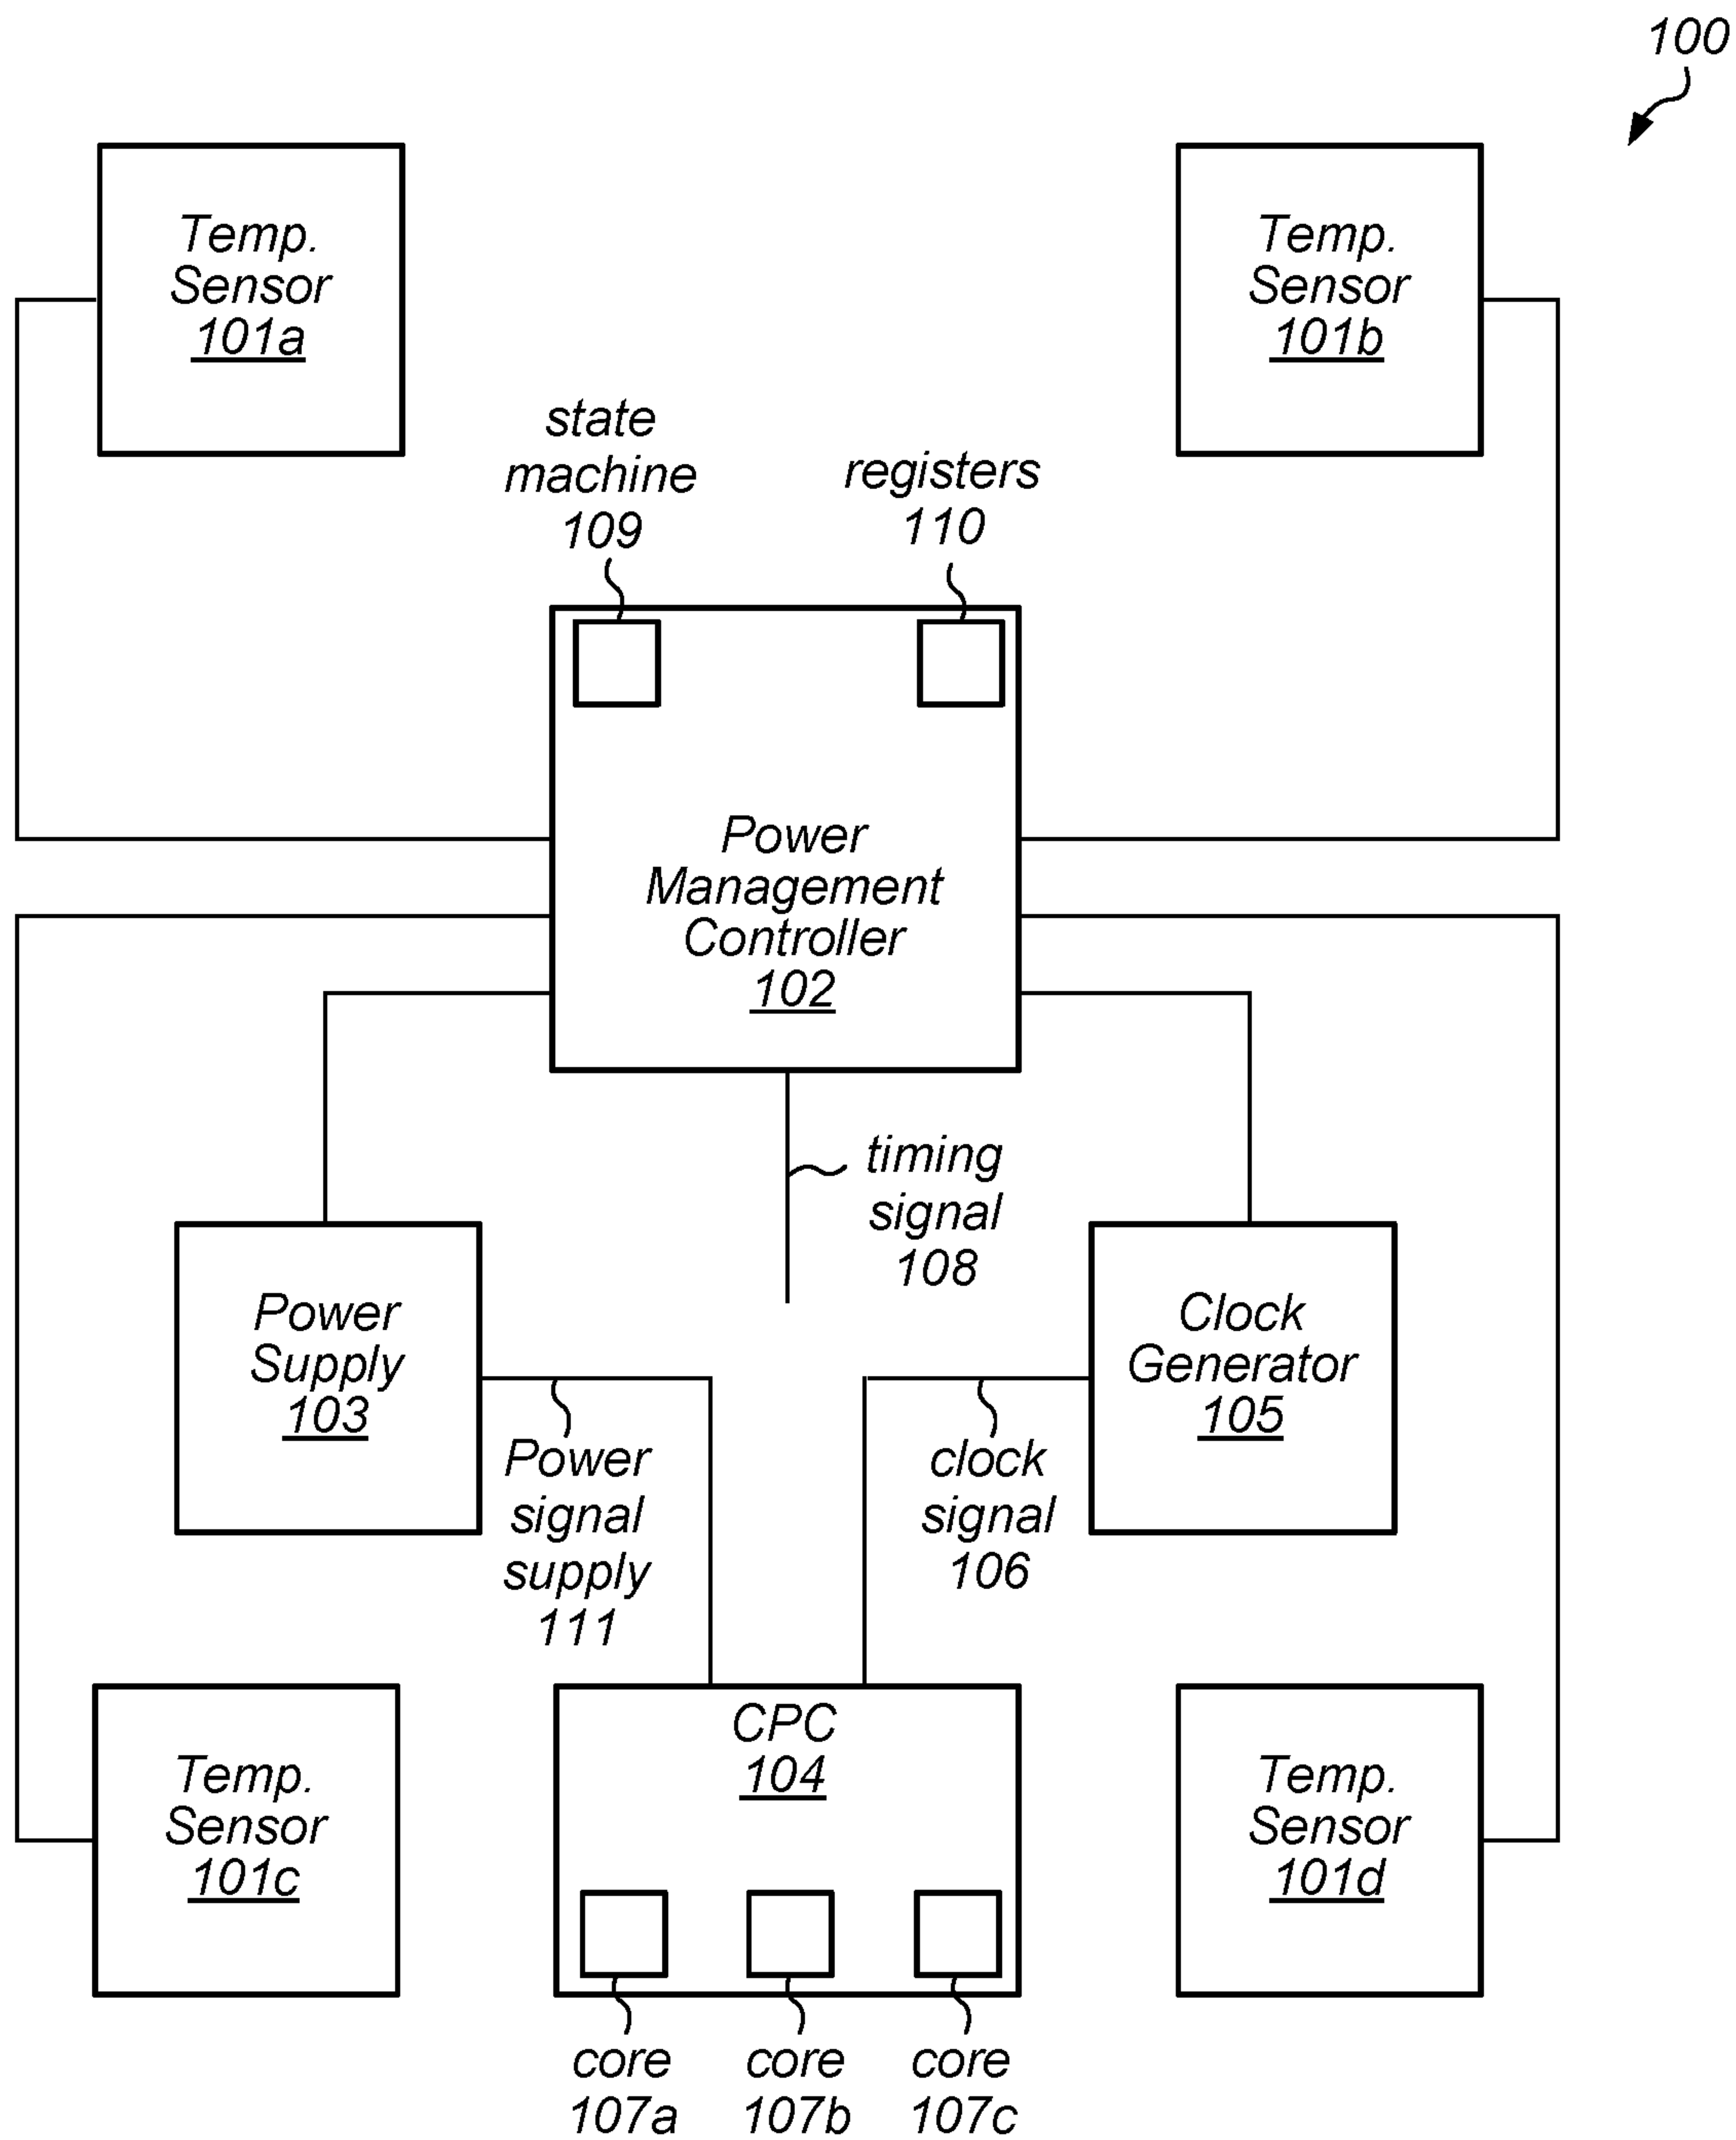 100
Temp.
Sensor
101a
Temp.
Sensor
101b
state
machine
109
registers
110
Power
Management
Controller
102
timing
signal
108
Power
Supply
103
Clock
Generator
105
Power
signal
supply
111
clock
signal
106
Temp.
Sensor
101c
CPC
104
Temp.
Sensor
101d
core
107a
core
107b
core
107c